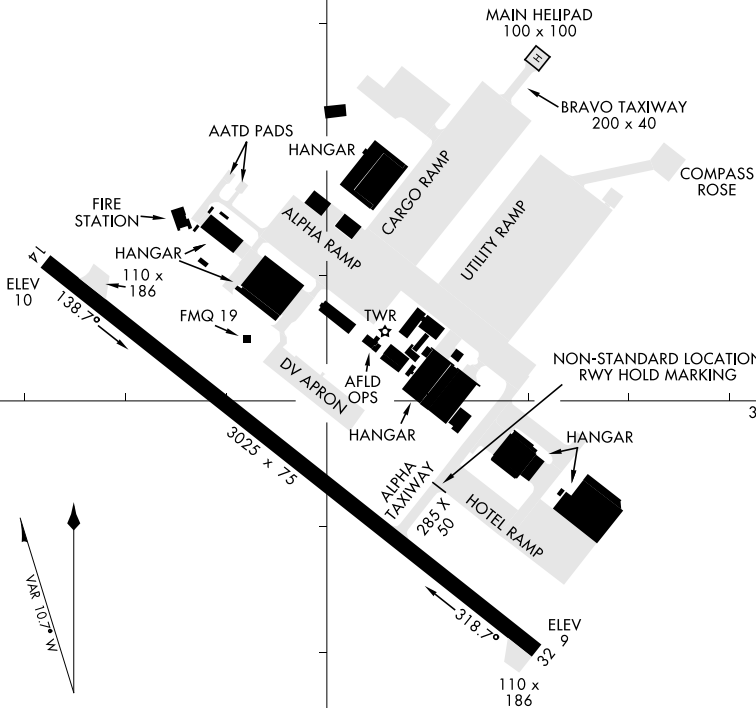 MAIN HELIPAD
100 x 100
H
BRAVO TAXIWAY
200 x 40
AATD PADS
HANGAR
CARGO RAMP
COMPASS
ROSE
FIRE
STATION
ALPHA RAMP
UTILITY RAMP
HANGAR
14
ELEV
10
110 x
186
138.7°
FMQ 19
TWR
DV APRON
AFLD
OPS
NON-STANDARD LOCATION
RWY HOLD MARKING
3
HANGAR
HANGAR
3025 x 75
ALPHA
TAXIWAY
285 X
50
HOTEL RAMP
VAR 10.7° W
318.7°
ELEV
9
32
110 x
186